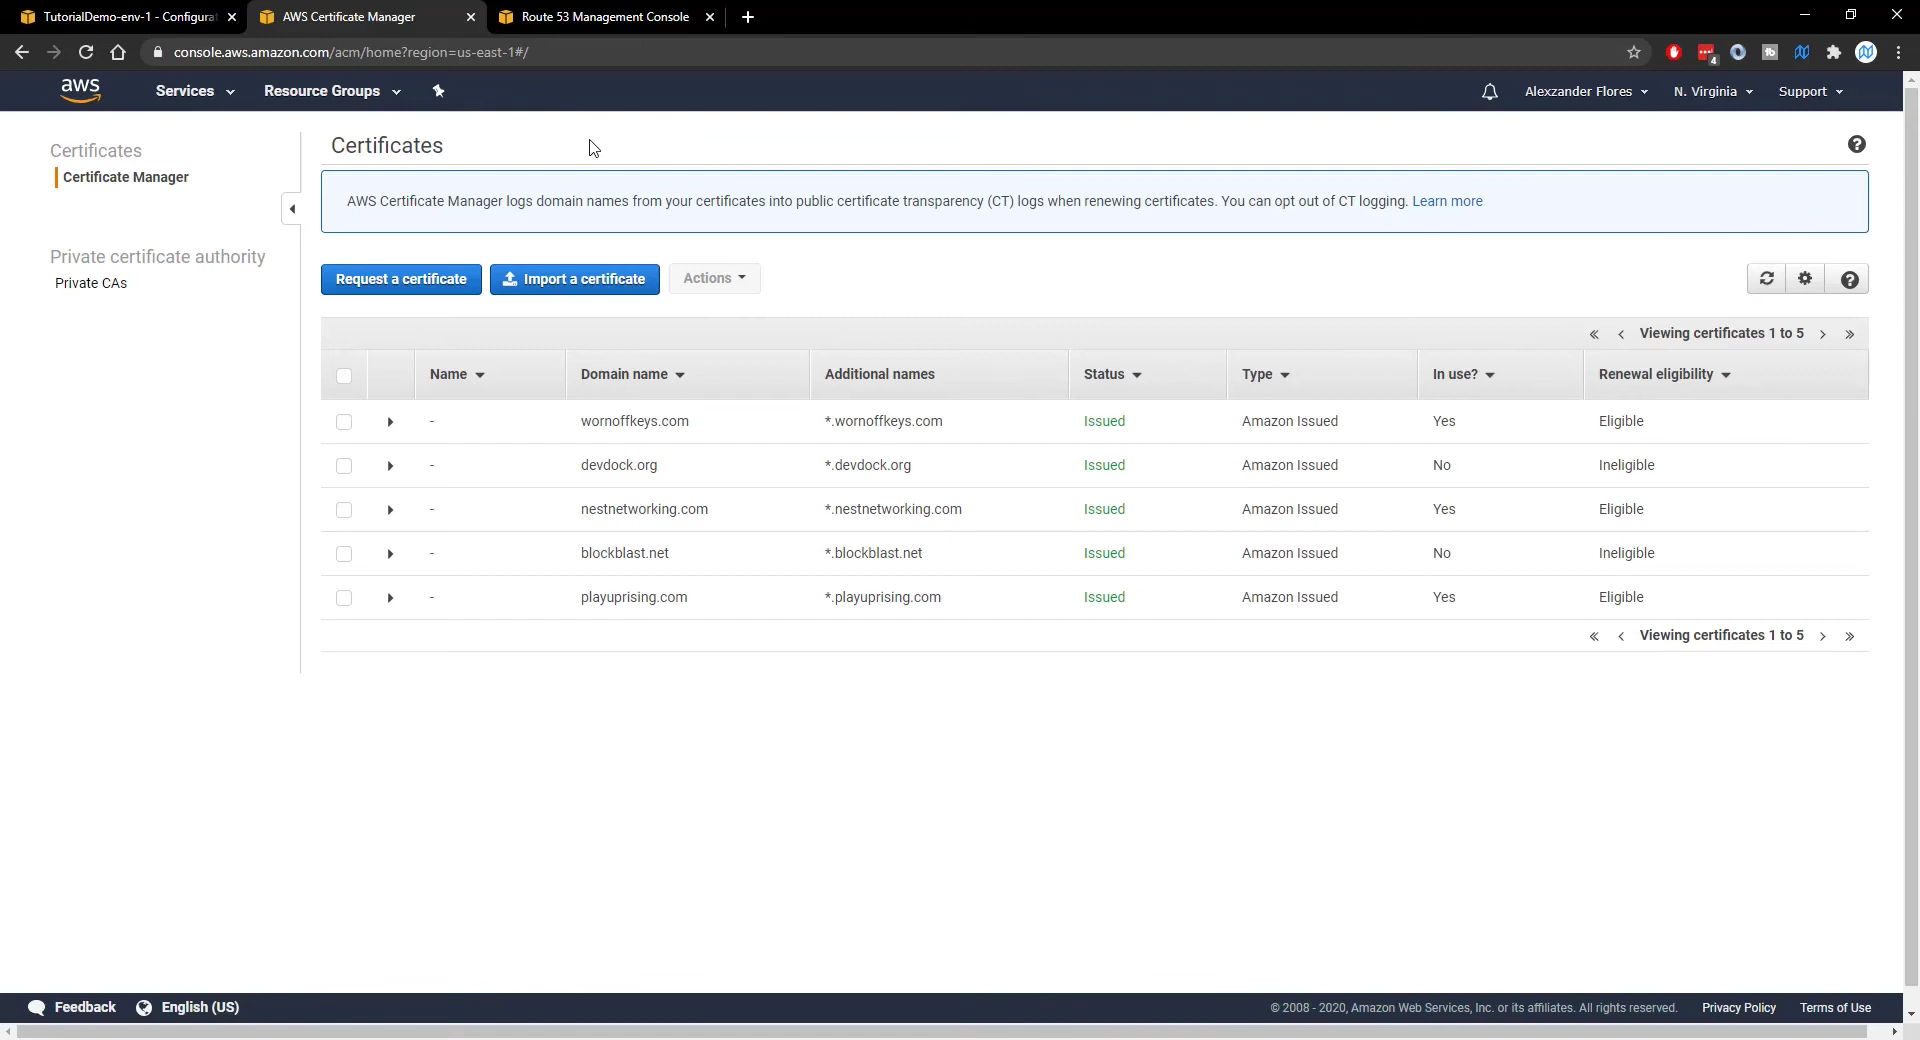 TutorialDemo-env-1 - Configurat
AWS Certificate Manager
Route 53 Management Console
console.aws.amazon.com/acm/home?region=us-east-1#/
4
tb
aws
Services
Resource Groups
Alexzander Flores
N. Virginia
Support
Certificates
Certificate Manager
Private certificate authority
Private CAs
Certificates
AWS Certificate Manager logs domain names from your certificates into public certificate transparency (CT) logs when renewing certificates. You can opt out of CT logging. Learn more
Request a certificate
Import a certificate
Actions
« ‹ Viewing certificates 1 to 5 › »
Name Domain name Additional names Status Type In use? Renewal eligibility
- wornoffkeys.com *.wornoffkeys.com Issued Amazon Issued Yes Eligible
- devdock.org *.devdock.org Issued Amazon Issued No Ineligible
- nestnetworking.com *.nestnetworking.com Issued Amazon Issued Yes Eligible
- blockblast.net *.blockblast.net Issued Amazon Issued No Ineligible
- playuprising.com *.playuprising.com Issued Amazon Issued Yes Eligible
« ‹ Viewing certificates 1 to 5 › »
Feedback
English (US)
© 2008 - 2020, Amazon Web Services, Inc. or its affiliates. All rights reserved.
Privacy Policy
Terms of Use